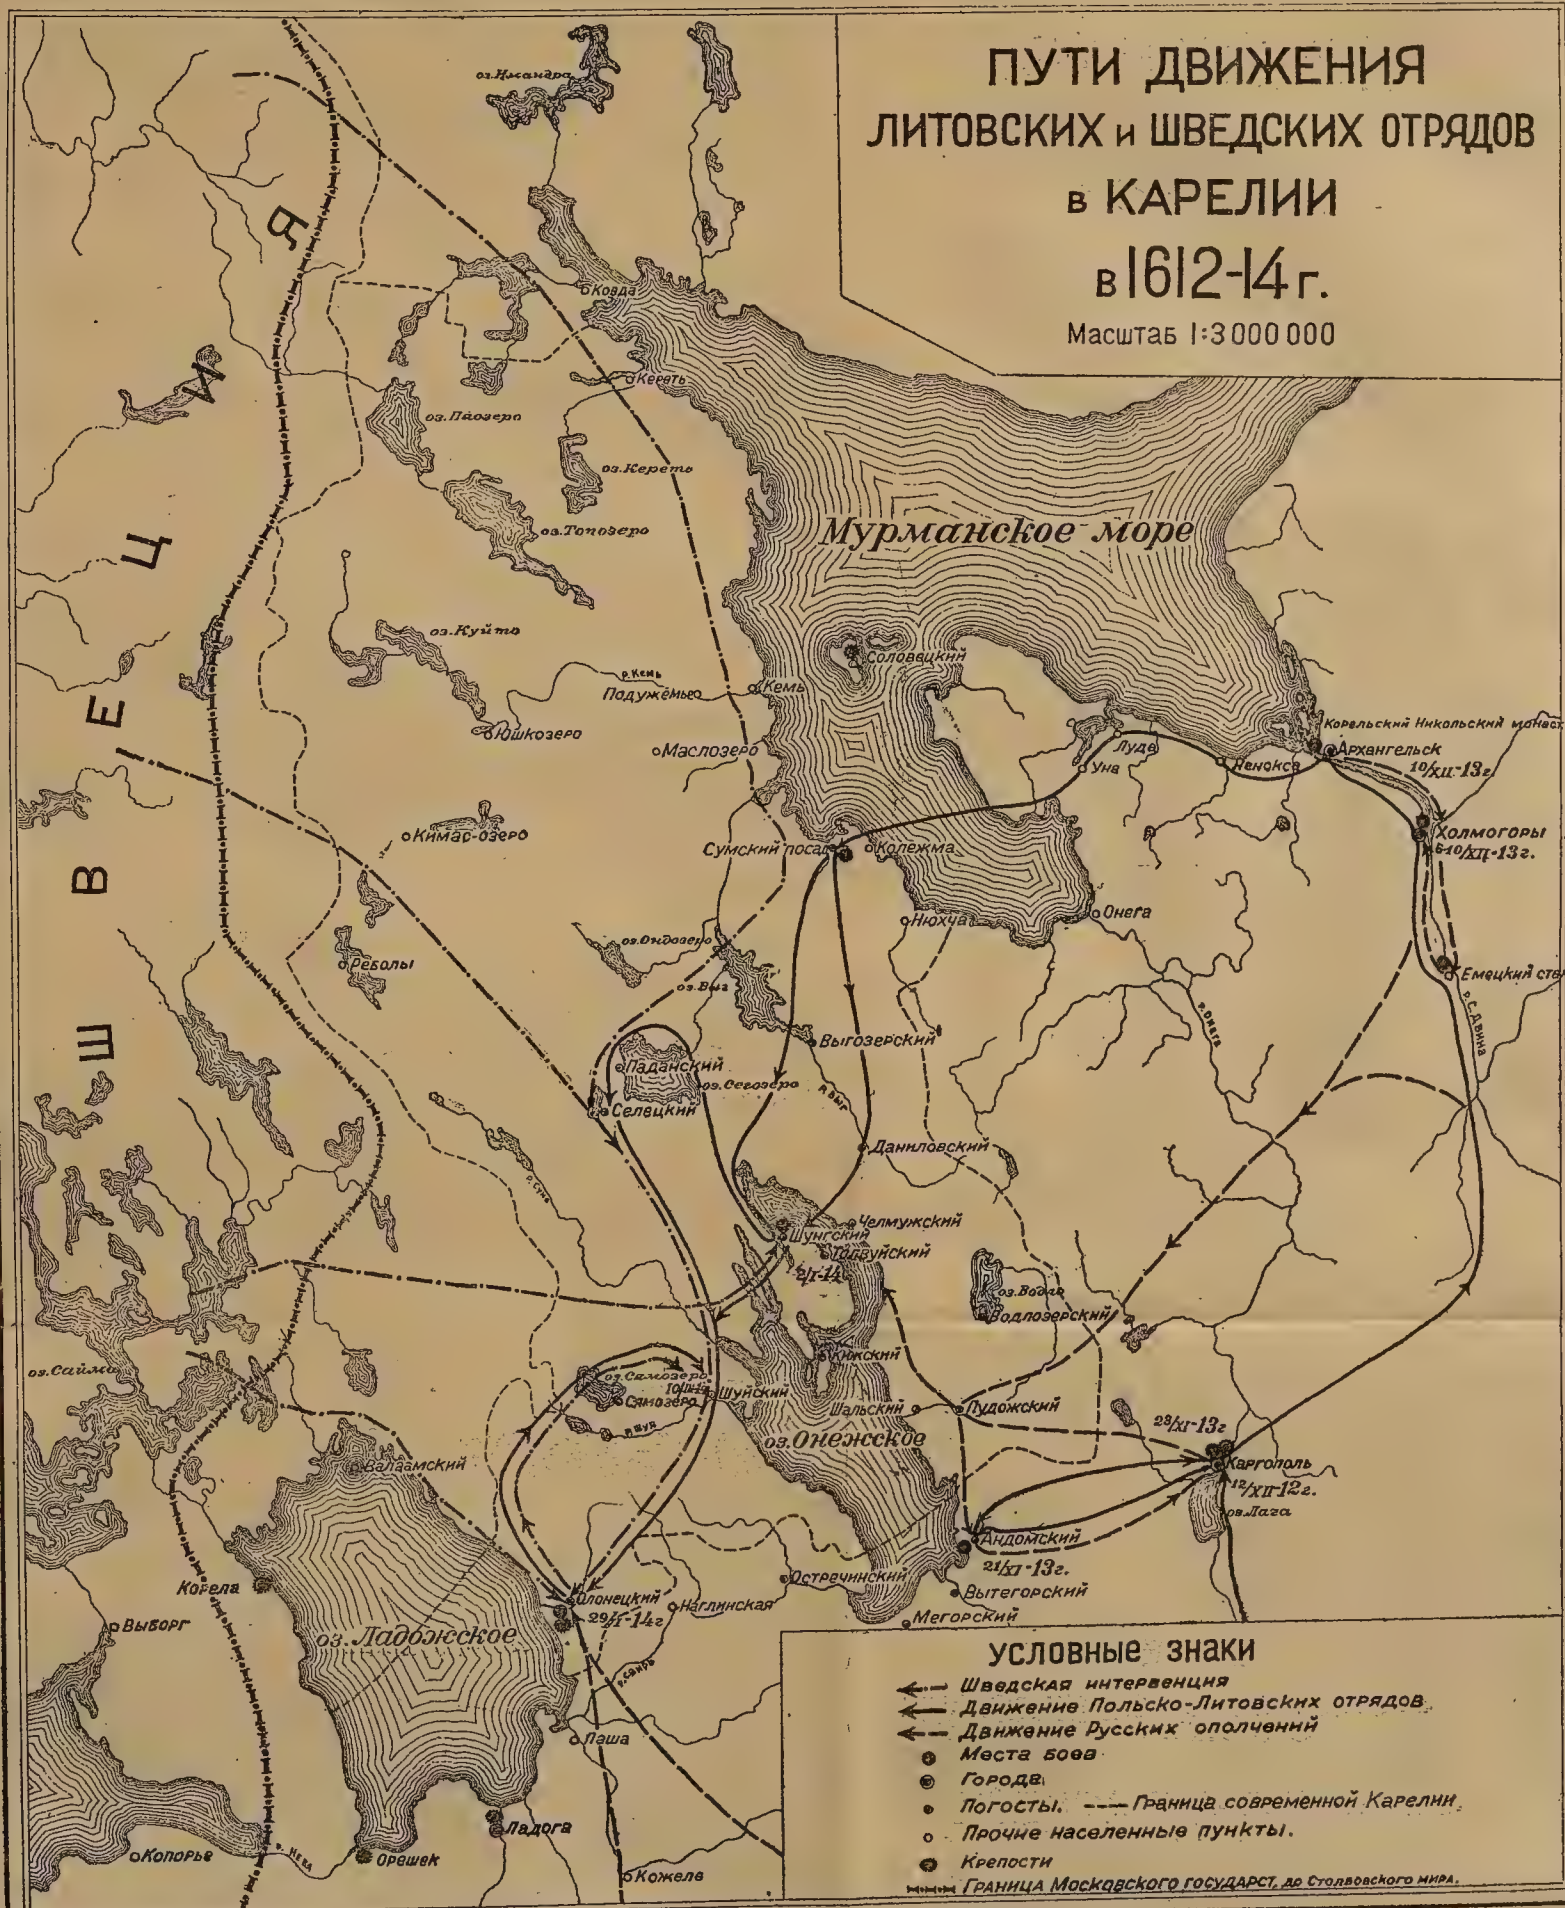 ПУТИ ДВИЖЕНИЯ
ЛИТОВСКИХ и ШВЕДСКИХ ОТРЯДОВ
в КАРЕЛИИ
в 1612-14 г.
Масштаб 1:3 000 000
оз. Имандра
ШВЕЦИЯ
Ковда
Кереть
оз. Пяозеро
оз. Керето
оз. Топозеро
Мурманское море
оз. Куйто
Соловецкий
р. Кемь
Подужемье
Кемь
Юшкозеро
Маслозеро
Корельский Никольский монаст
Архангельск
10/XII-13г
Луда
Уна
Ненокса
Кимас-озеро
Сумский посад
Колежма
Холмогоры
6-10/XII-13г.
Нюхча
Онега
оз. Ондозеро
Реболы
оз. Выг
Емецкий ста
р. С. Двина
р. Онега
Выгозерский
Паданский
оз. Сегозеро
Селецкий
р. Выг
Даниловский
р. Суна
Челмужский
Шунгский
Толвуйский
2/I-14
оз. Водло
Водлозерский
Кижский
оз. Сайма
оз. Сямозеро
Сямозеро
Шуйский
р. Шуя
Шальский
Пудожский
оз. Онежское
28/XI-13г
Каргополь
12/XII-12г.
оз. Лача
Валаамский
Андомский
21/XI-13г.
Корела
Олонецкий
29/I-14г
Наглинская
Остречинский
Вытегорский
Мегорский
Выборг
оз. Ладожское
р. Свирь
Паша
Ладога
Копорье
р. Нева
Орешек
Кожела
УСЛОВНЫЕ ЗНАКИ
Шведская интервенция
Движение Польско-Литовских отрядов
Движение Русских ополчений
Места боев
Города
Погосты. Граница современной Карелии.
Прочие населенные пункты.
Крепости
Граница Московского государст. до Столбовского мира.